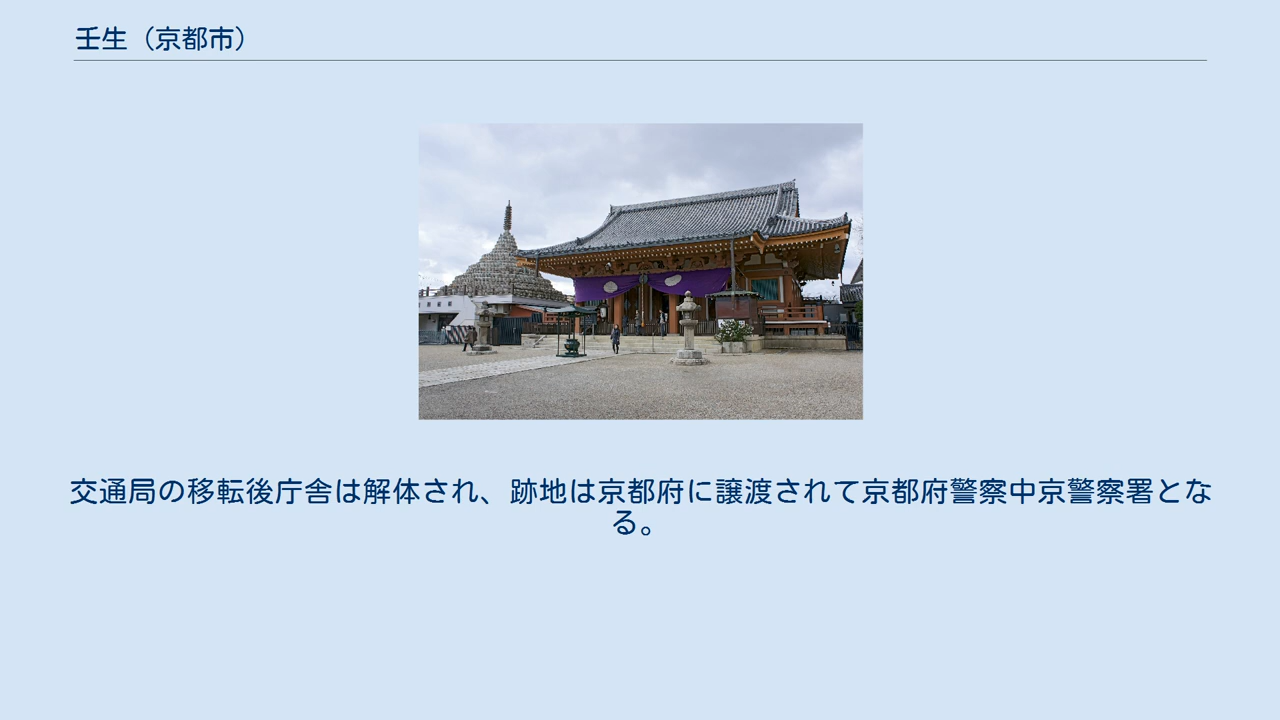 壬生（京都市）
交通局の移転後庁舎は解体され、跡地は京都府に譲渡されて京都府警察中京警察署とな
る。